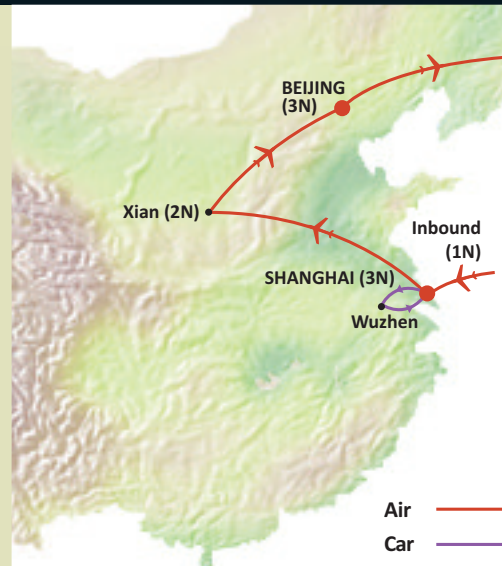 BEIJING
(3N)
Xian (2N)
Inbound
(1N)
SHANGHAI (3N)
Wuzhen
Air
Car